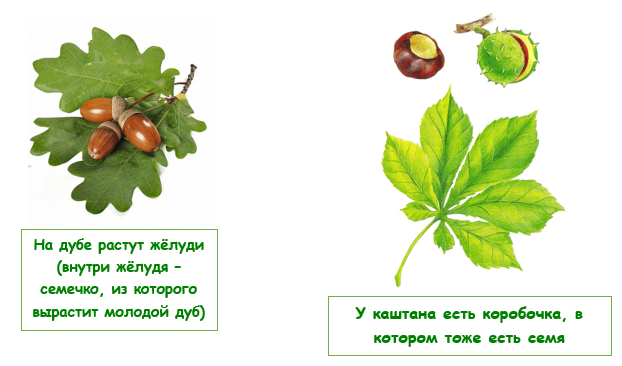 На дубе растут жёлуди
(внутри жёлудя –
семечко, из которого
вырастит молодой дуб)
У каштана есть коробочка, в
котором тоже есть семя